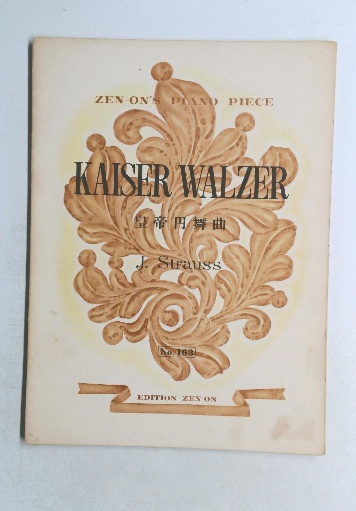 ZEN-ON'S PIANO PIECE
KAISER WALZER
皇帝円舞曲
J. Strauss
No. 163
EDITION ZEN-ON